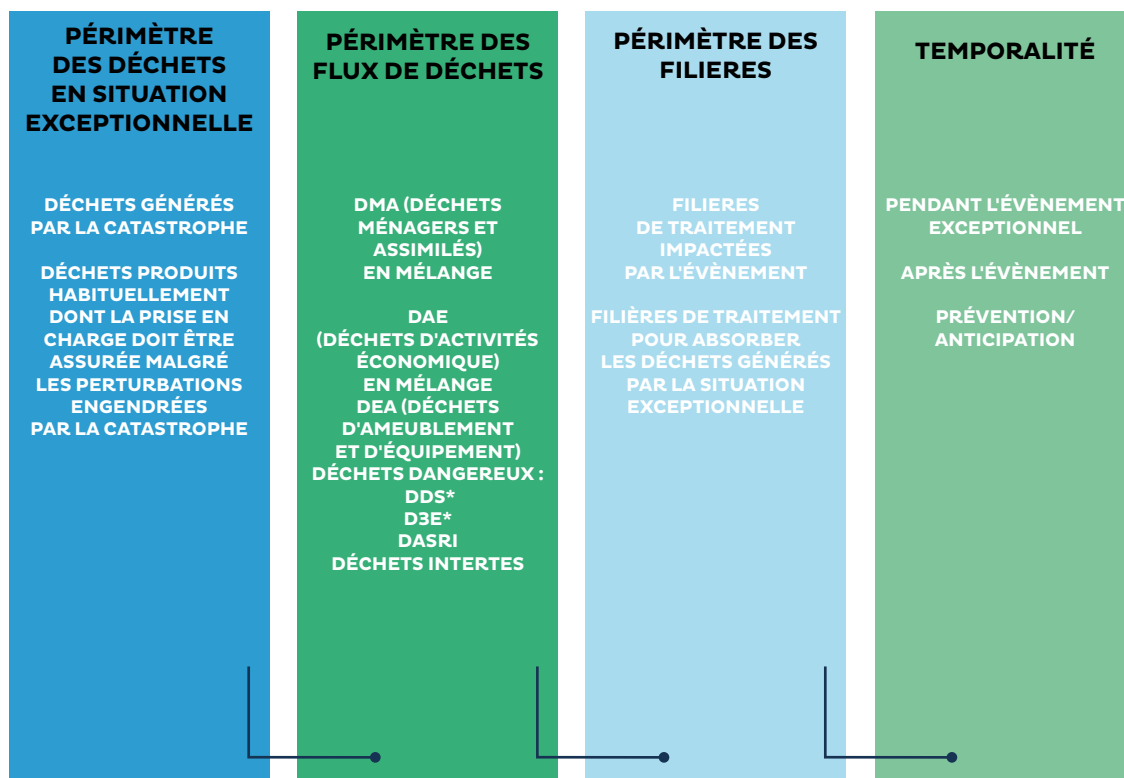 PÉRIMÈTRE
DES DÉCHETS
EN SITUATION
EXCEPTIONNELLE
DÉCHETS GÉNÉRÉS
PAR LA CATASTROPHE
DÉCHETS PRODUITS
HABITUELLEMENT
DONT LA PRISE EN
CHARGE DOIT ÊTRE
ASSURÉE MALGRÉ
LES PERTURBATIONS
ENGENDRÉES
PAR LA CATASTROPHE
PÉRIMÈTRE DES
FLUX DE DÉCHETS
DMA (DÉCHETS
MÉNAGERS ET
ASSIMILÉS)
EN MÉLANGE
DAE
(DÉCHETS D'ACTIVITÉS
ÉCONOMIQUE)
EN MÉLANGE
DEA (DÉCHETS
D'AMEUBLEMENT
ET D'ÉQUIPEMENT)
DÉCHETS DANGEREUX :
DDS*
D3E*
DASRI
DÉCHETS INTERTES
PÉRIMÈTRE DES
FILIERES
FILIERES
DE TRAITEMENT
IMPACTÉES
PAR L'ÉVÈNEMENT
FILIÈRES DE TRAITEMENT
POUR ABSORBER
LES DÉCHETS GÉNÉRÉS
PAR LA SITUATION
EXCEPTIONNELLE
TEMPORALITÉ
PENDANT L'ÉVÈNEMENT
EXCEPTIONNEL
APRÈS L'ÉVÈNEMENT
PRÉVENTION/
ANTICIPATION